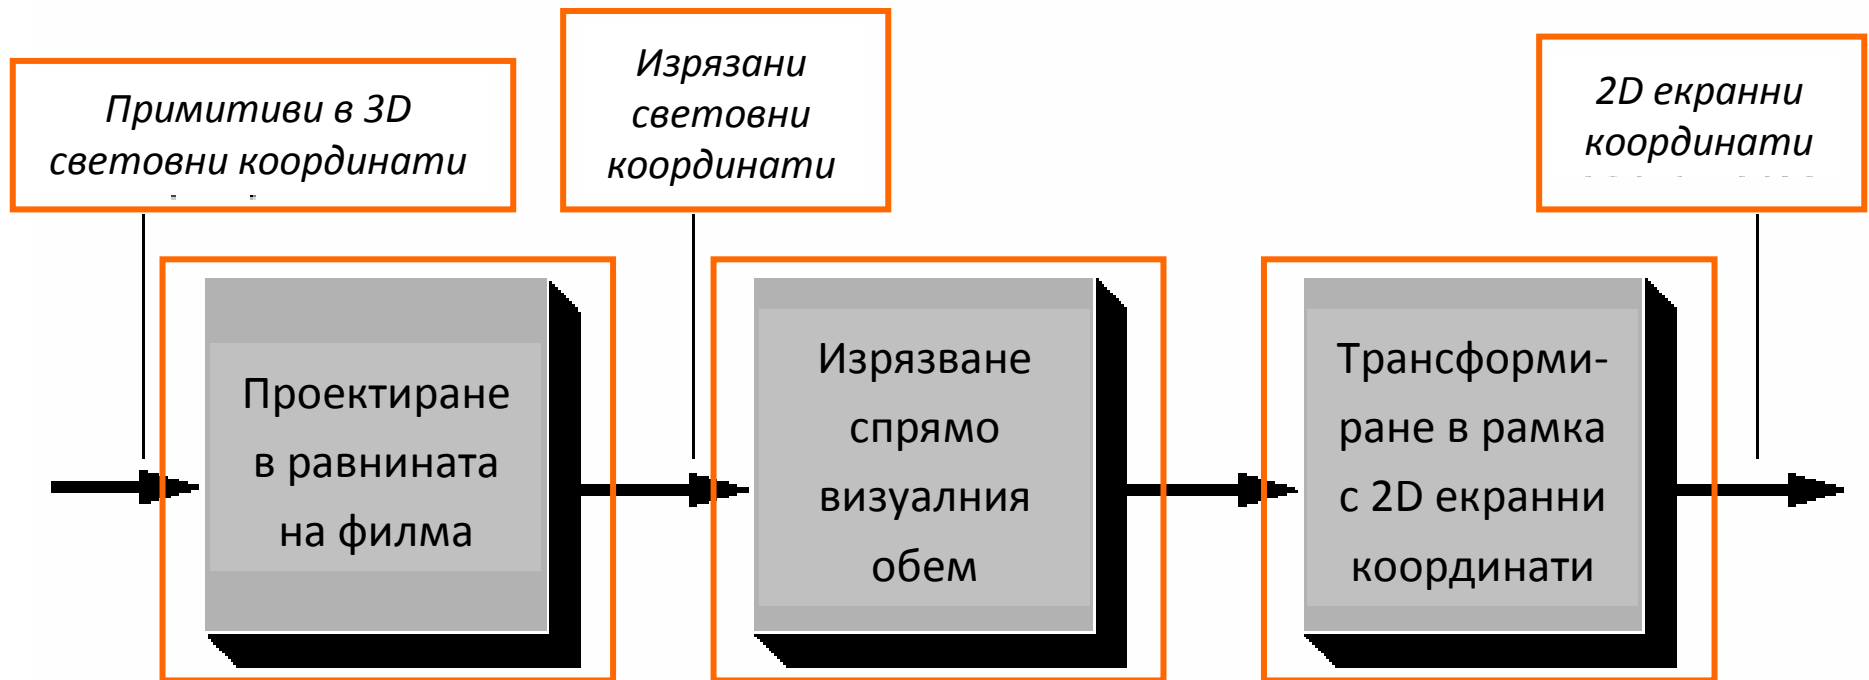 Примитиви в 3D
световни координати
Изрязани
световни
координати
2D екранни
координати
Проектиране
в равнината
на филма
Изрязване
спрямо
визуалния
обем
Трансформи-
ране в рамка
с 2D екранни
координати